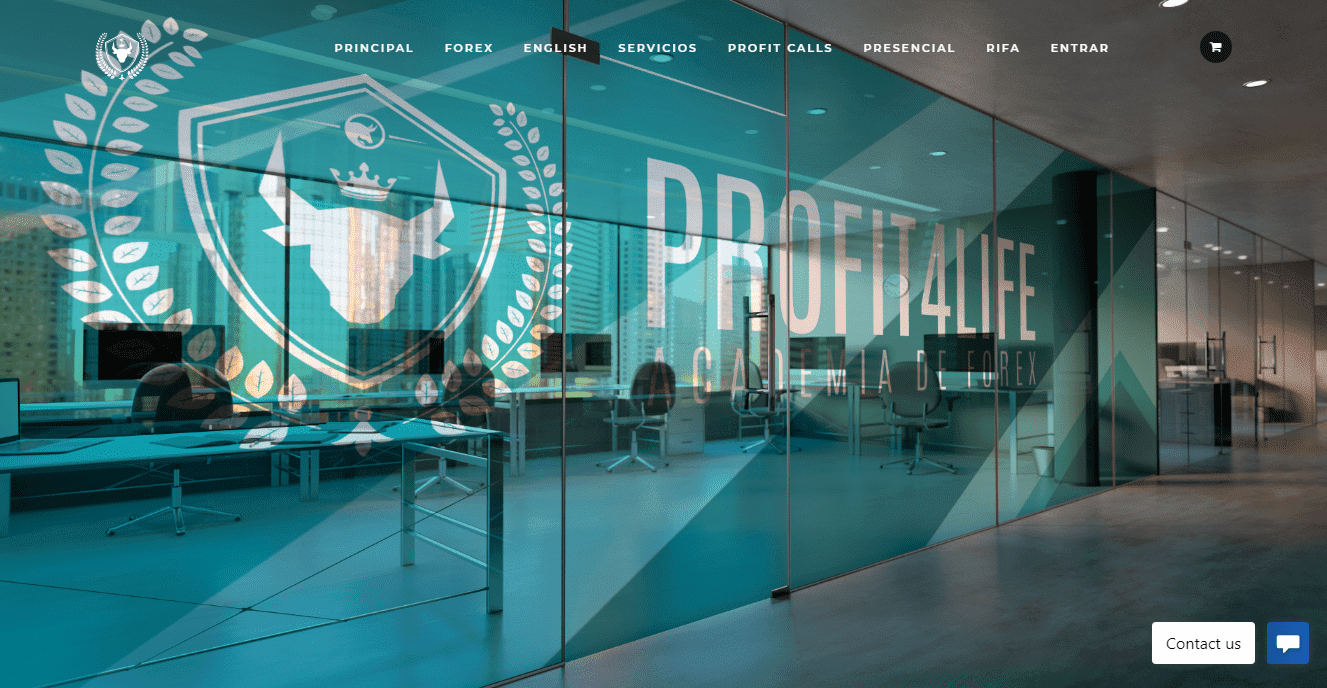 PRINCIPAL FOREX ENGLISH SERVICIOS PROFIT CALLS PRESENCIAL RIFA ENTRAR
PROFIT4LIFE
ACADEMIA DE FOREX
Contact us